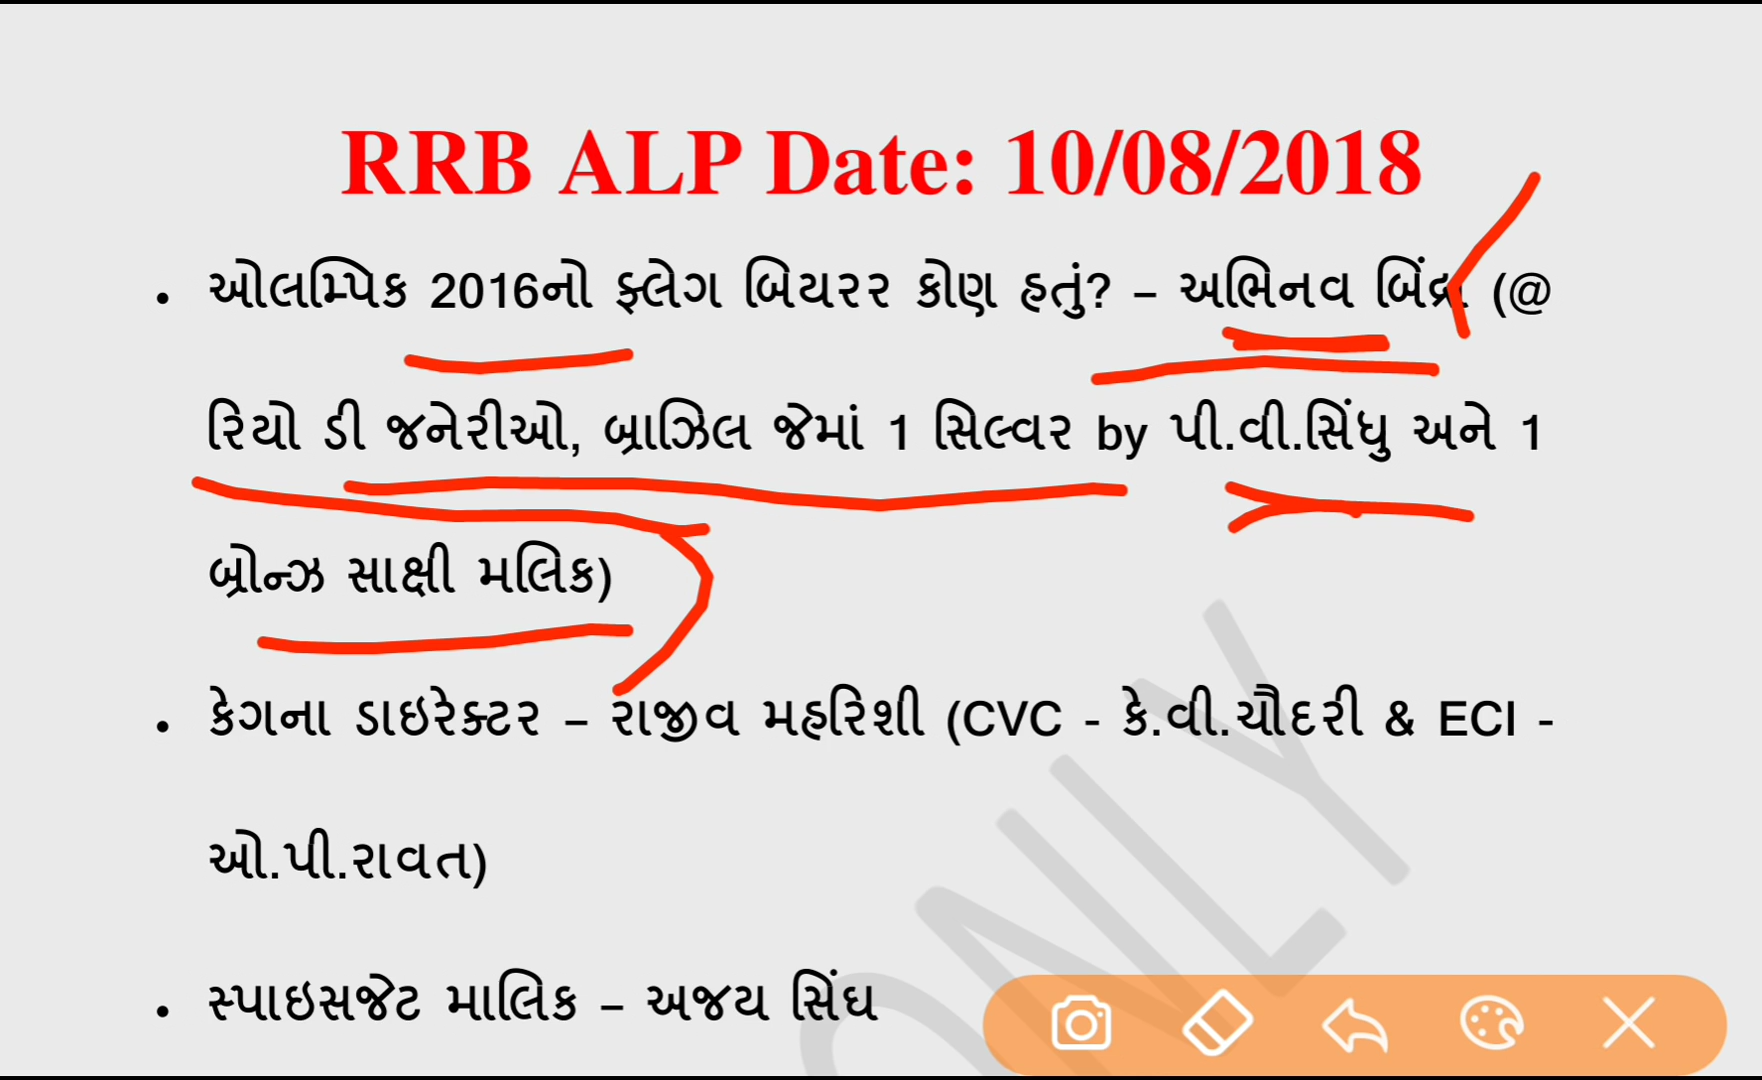 RRB ALP Date: 10/08/2018
• ઓલમ્પિક 2016નો ફ્લેગ બિયરર કોણ હતું? – અભિનવ બિંદ્રા (@
રિયો ડી જનેરીઓ, બ્રાઝિલ જેમાં 1 સિલ્વર by પી.વી.સિંધુ અને 1
બ્રોન્ઝ સાક્ષી મલિક)
• કેગના ડાઇરેક્ટર – રાજીવ મહરિશી (CVC - કે.વી.ચૌદરી & ECI -
ઓ.પી.રાવત)
• સ્પાઇસજેટ માલિક – અજય સિંઘ
ONLY